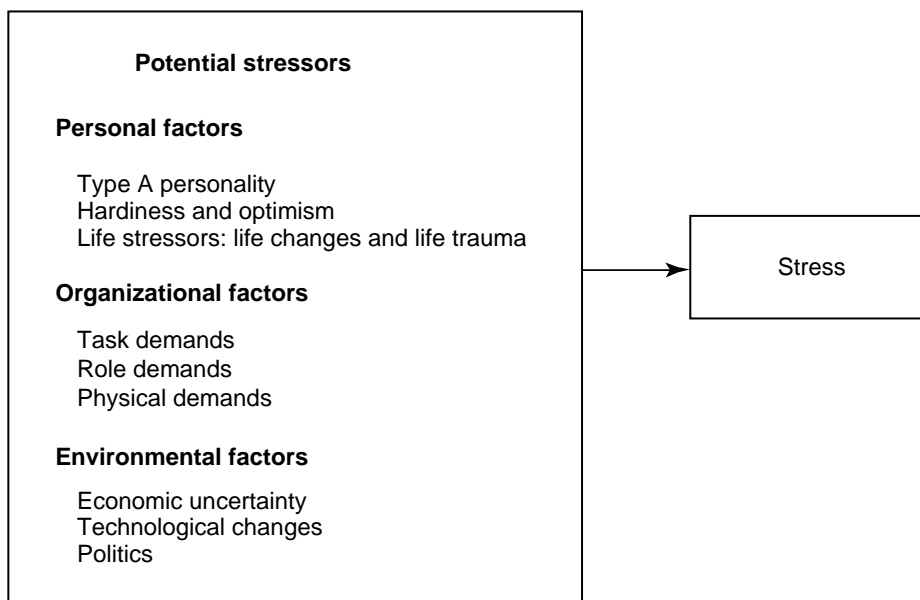 Potential stressors
Personal factors
Type A personality
Hardiness and optimism
Life stressors: life changes and life trauma
Organizational factors
Task demands
Role demands
Physical demands
Environmental factors
Economic uncertainty
Technological changes
Politics
Stress